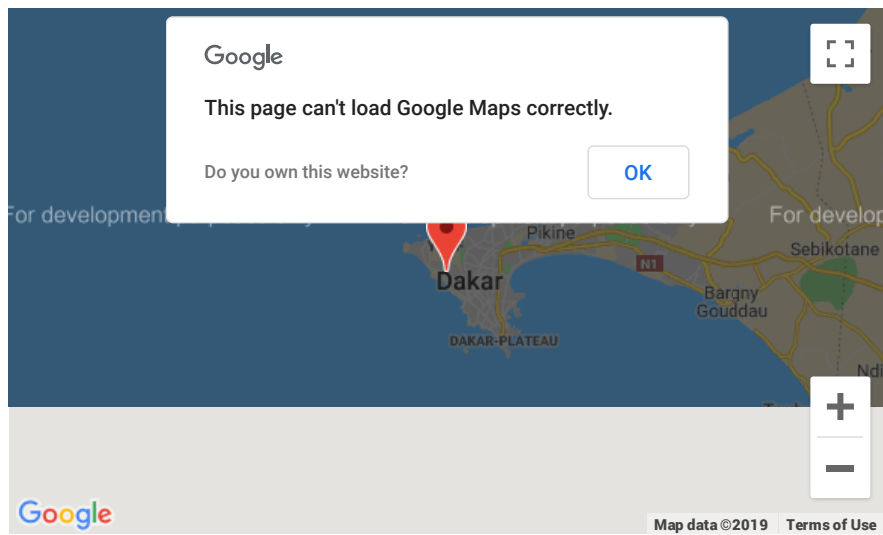 Google
This page can't load Google Maps correctly.
Do you own this website?
OK
For development
For develop
Pikine
Sebikotane
N1
Dakar
Bargny
Gouddau
DAKAR-PLATEAU
Ndi
Google
Map data ©2019
Terms of Use